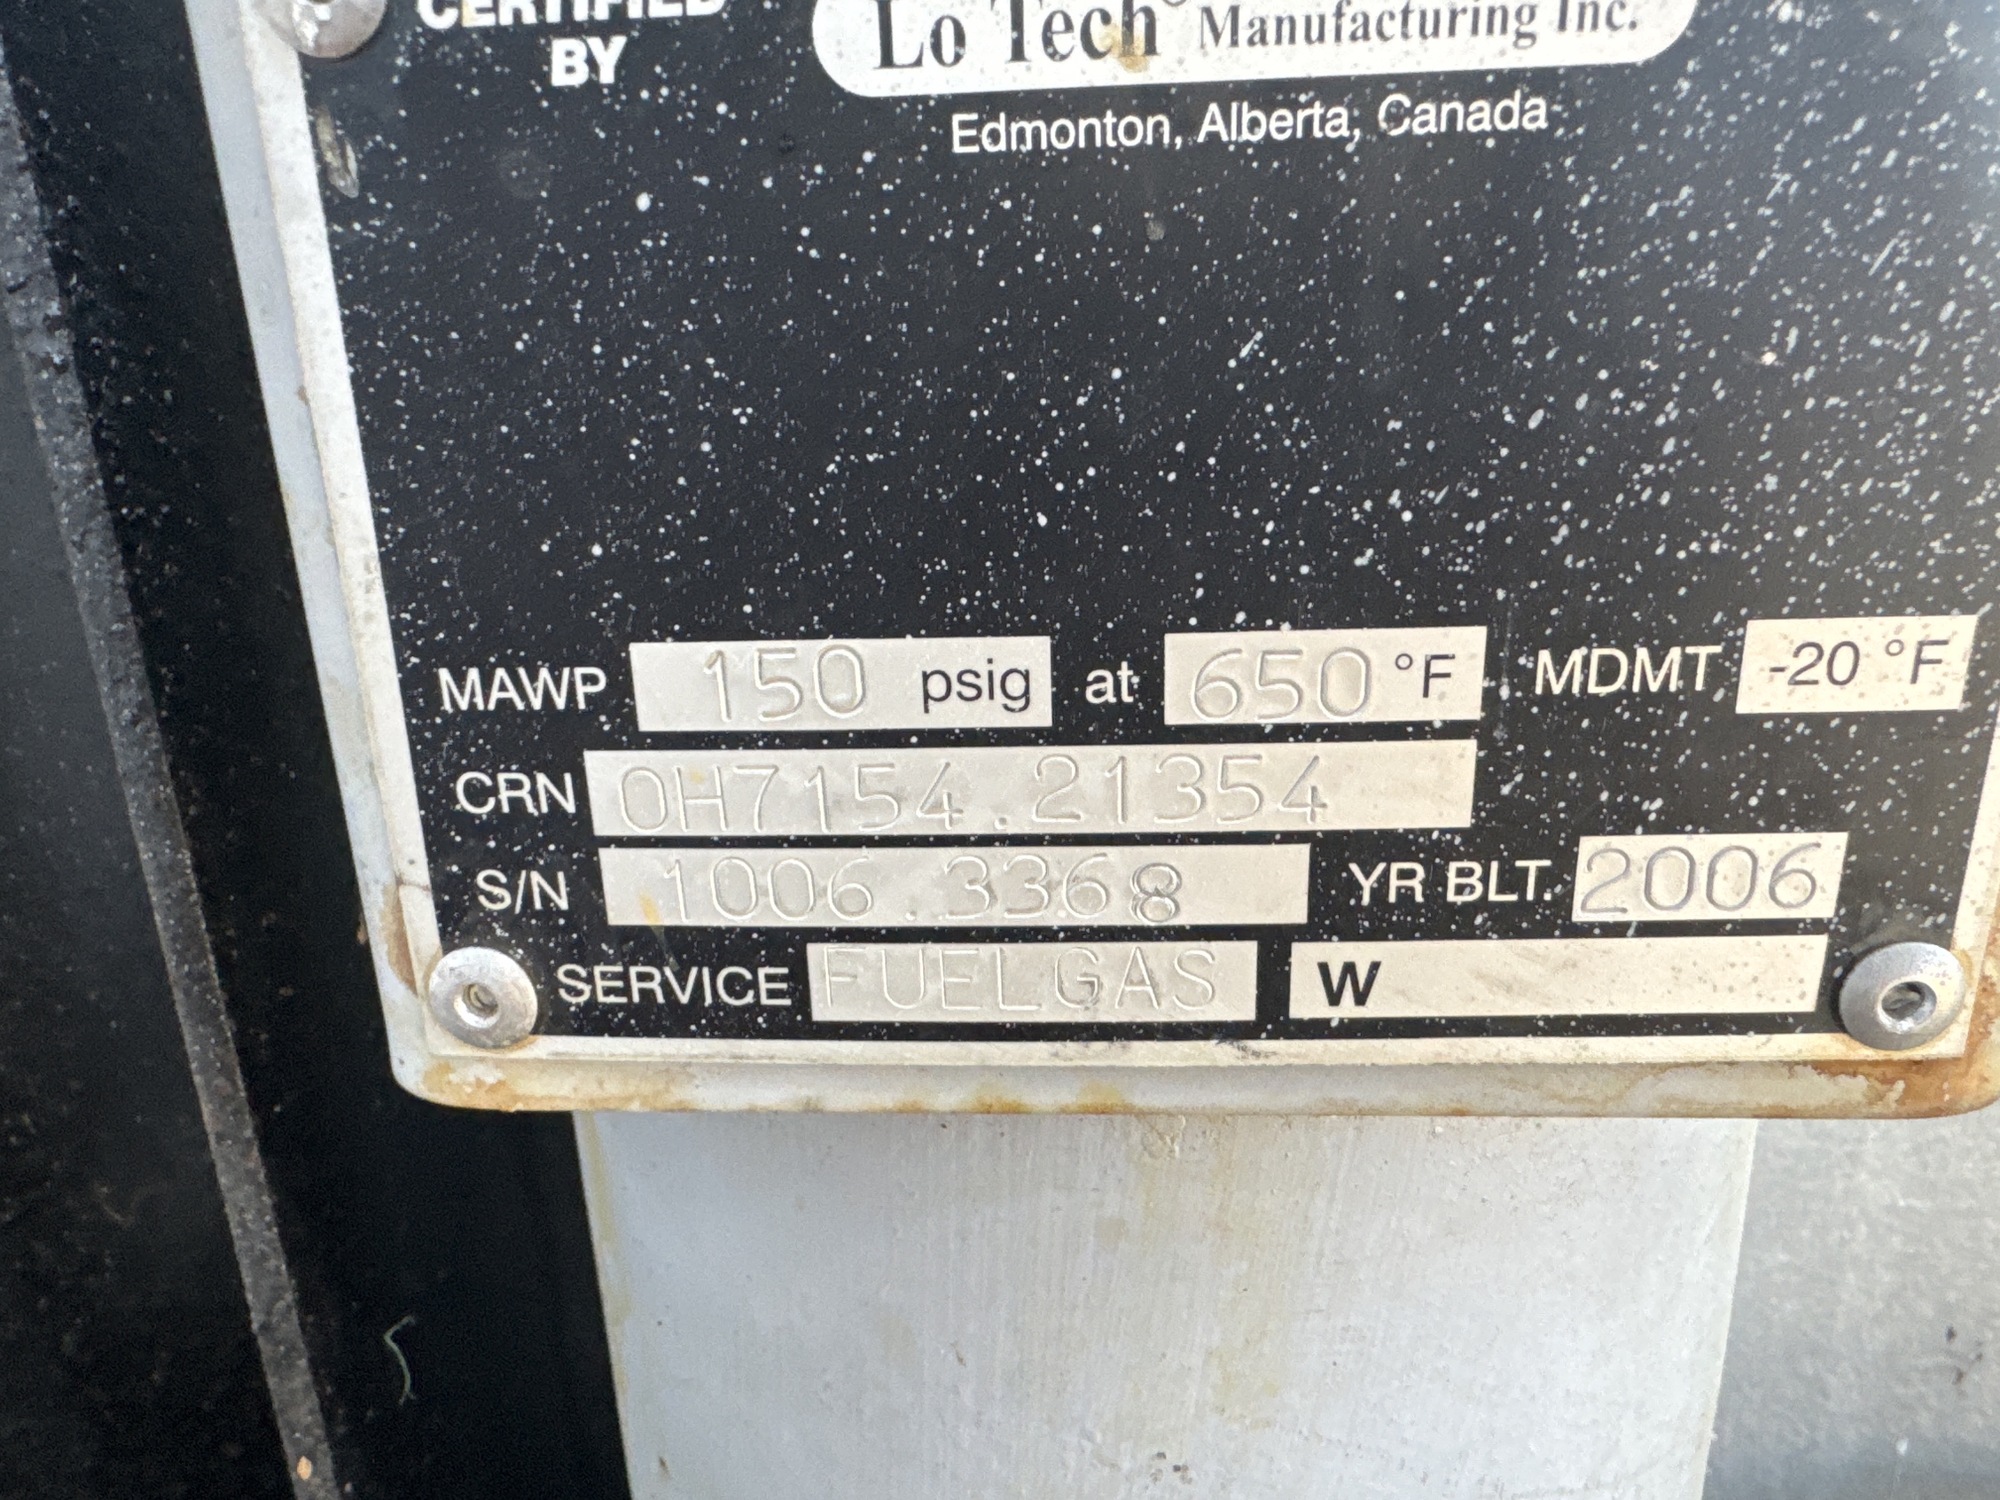 CERTIFIED
BY
Lo Tech® Manufacturing Inc.
Edmonton, Alberta, Canada
MAWP 150 psig at 650 °F MDMT -20 °F
CRN 0H7154.21354
S/N 1006.3368 YR BLT. 2006
SERVICE FUELGAS W